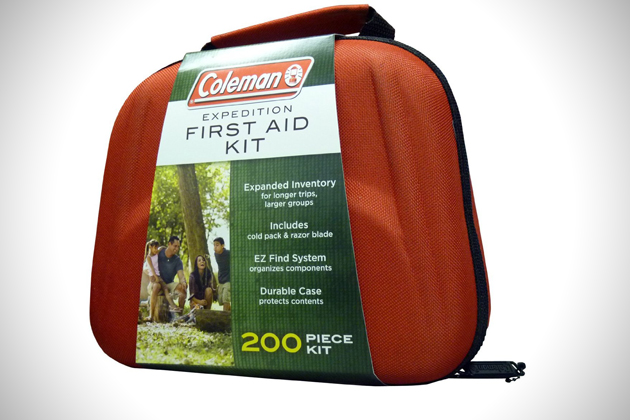 Coleman
EXPEDITION
FIRST AID
KIT
Expanded Inventory
for longer trips,
larger groups
Includes
cold pack & razor blade
EZ Find System
organizes components
Durable Case
protects contents
200 PIECE
KIT
Coleman